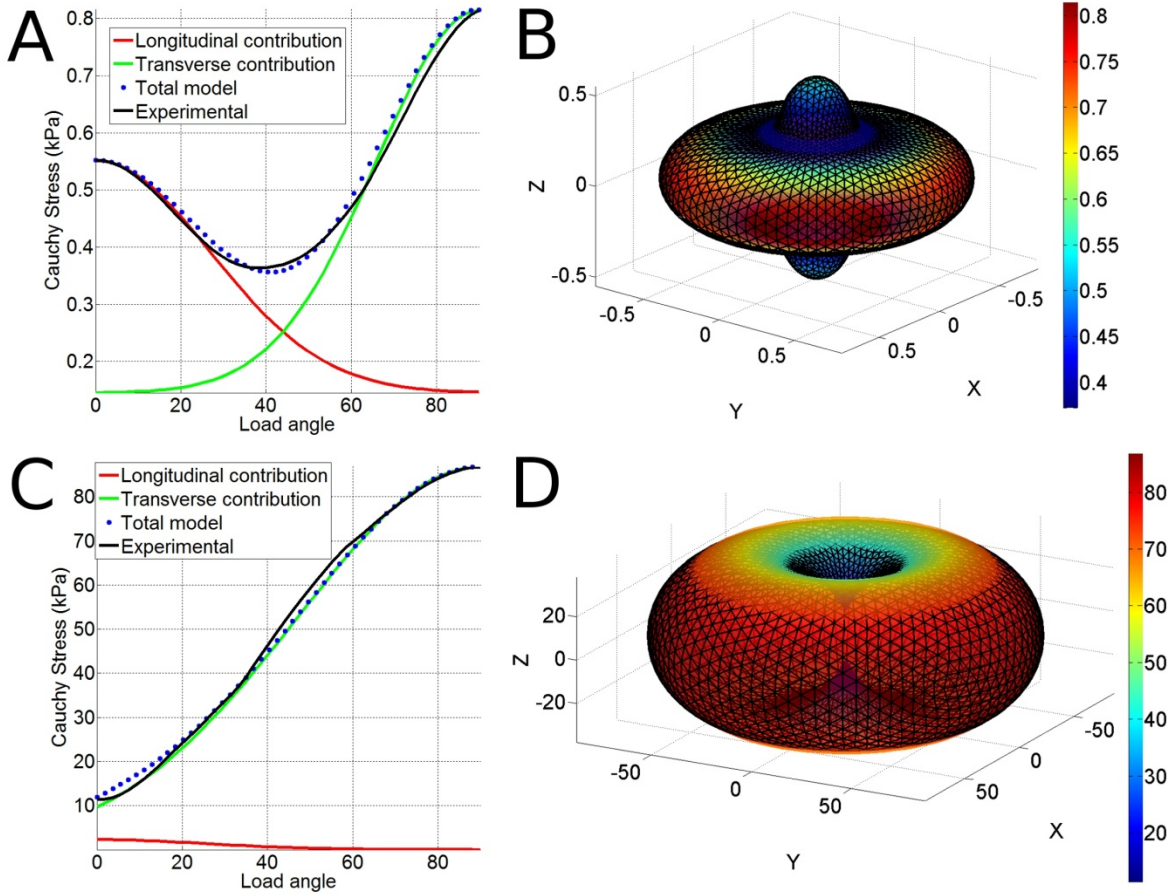 A
Longitudinal contribution
Transverse contribution
Total model
Experimental
Cauchy Stress (kPa)
0.8
0.7
0.6
0.5
0.4
0.3
0.2
0 20 40 60 80
Load angle
B
Z
0.5
0
-0.5
-0.5 0 0.5
Y
0.5 0 -0.5
X
0.8
0.75
0.7
0.65
0.6
0.55
0.5
0.45
0.4
C
Longitudinal contribution
Transverse contribution
Total model
Experimental
Cauchy Stress (kPa)
80
70
60
50
40
30
20
10
0 20 40 60 80
Load angle
D
Z
20
0
-20
-50 0 50
Y
50 0 -50
X
80
70
60
50
40
30
20